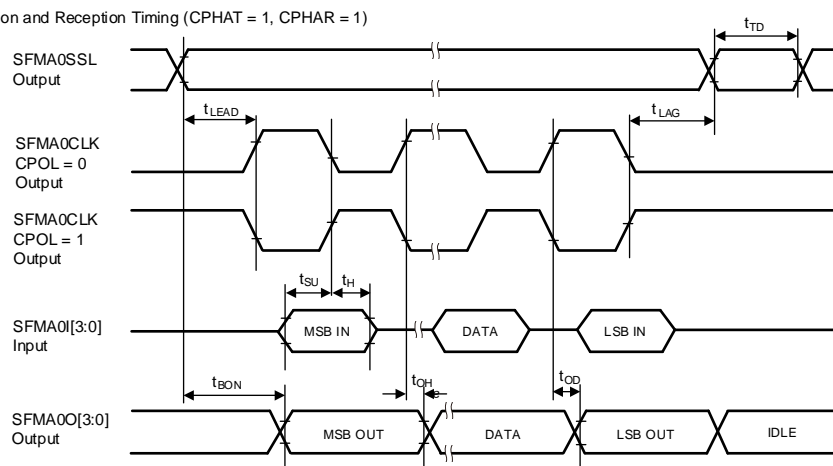 on and Reception Timing (CPHAT = 1, CPHAR = 1)
tTD
SFMA0SSL
Output
tLEAD
tLAG
SFMA0CLK
CPOL = 0
Output
SFMA0CLK
CPOL = 1
Output
tSU
tH
SFMA0I[3:0]
Input
MSB IN
DATA
LSB IN
tBON
tOH
e
tOD
SFMA0O[3:0]
Output
MSB OUT
DATA
LSB OUT
IDLE